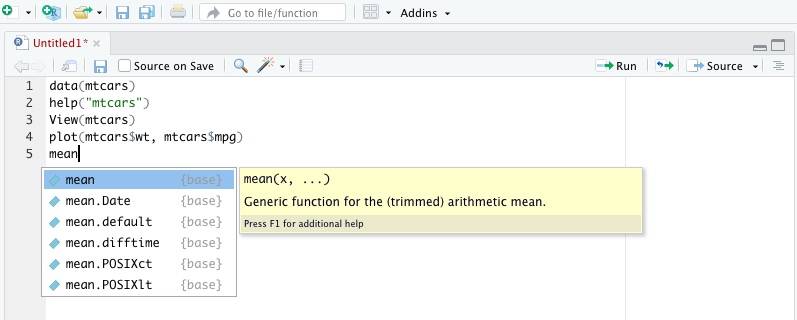 Go to file/function
Addins
Untitled1*
Source on Save
Run
Source
1 data(mtcars)
2 help("mtcars")
3 View(mtcars)
4 plot(mtcars$wt, mtcars$mpg)
5 mean
mean {base}
mean.Date {base}
mean.default {base}
mean.difftime {base}
mean.POSIXct {base}
mean.POSIXlt {base}
mean(x, ...)
Generic function for the (trimmed) arithmetic mean.
Press F1 for additional help